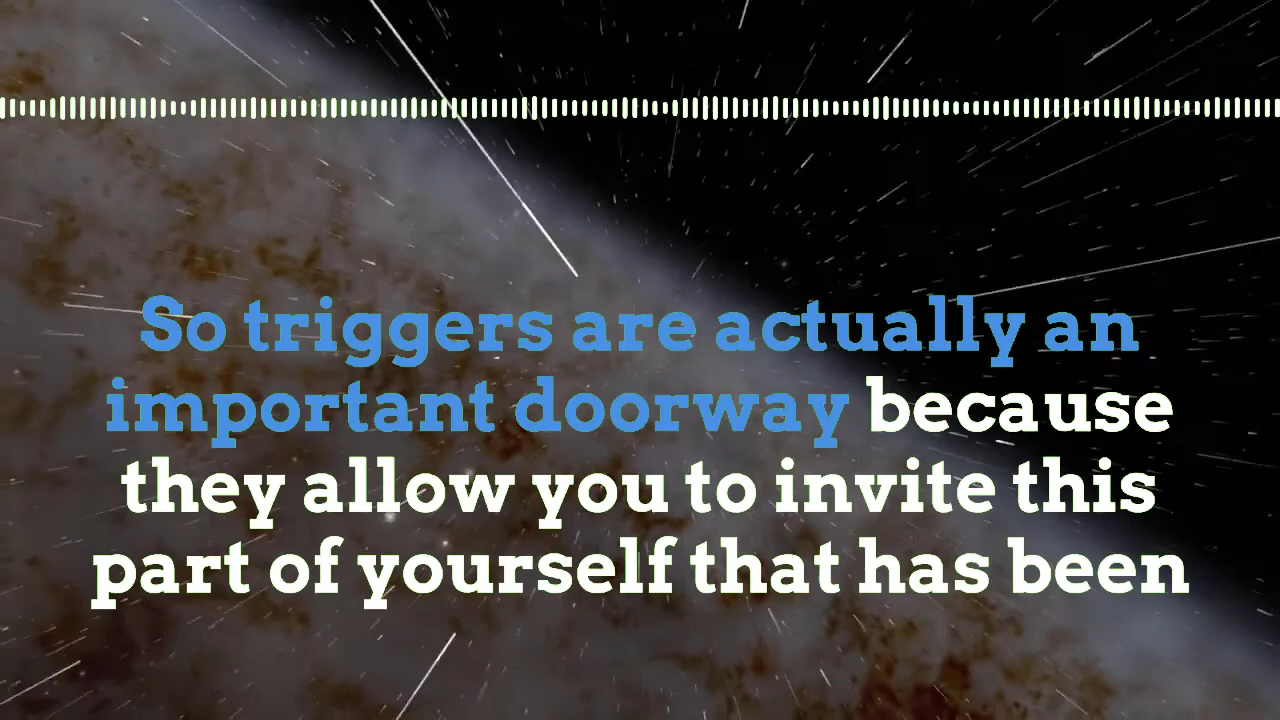 So triggers are actually an
important doorway because
they allow you to invite this
part of yourself that has been